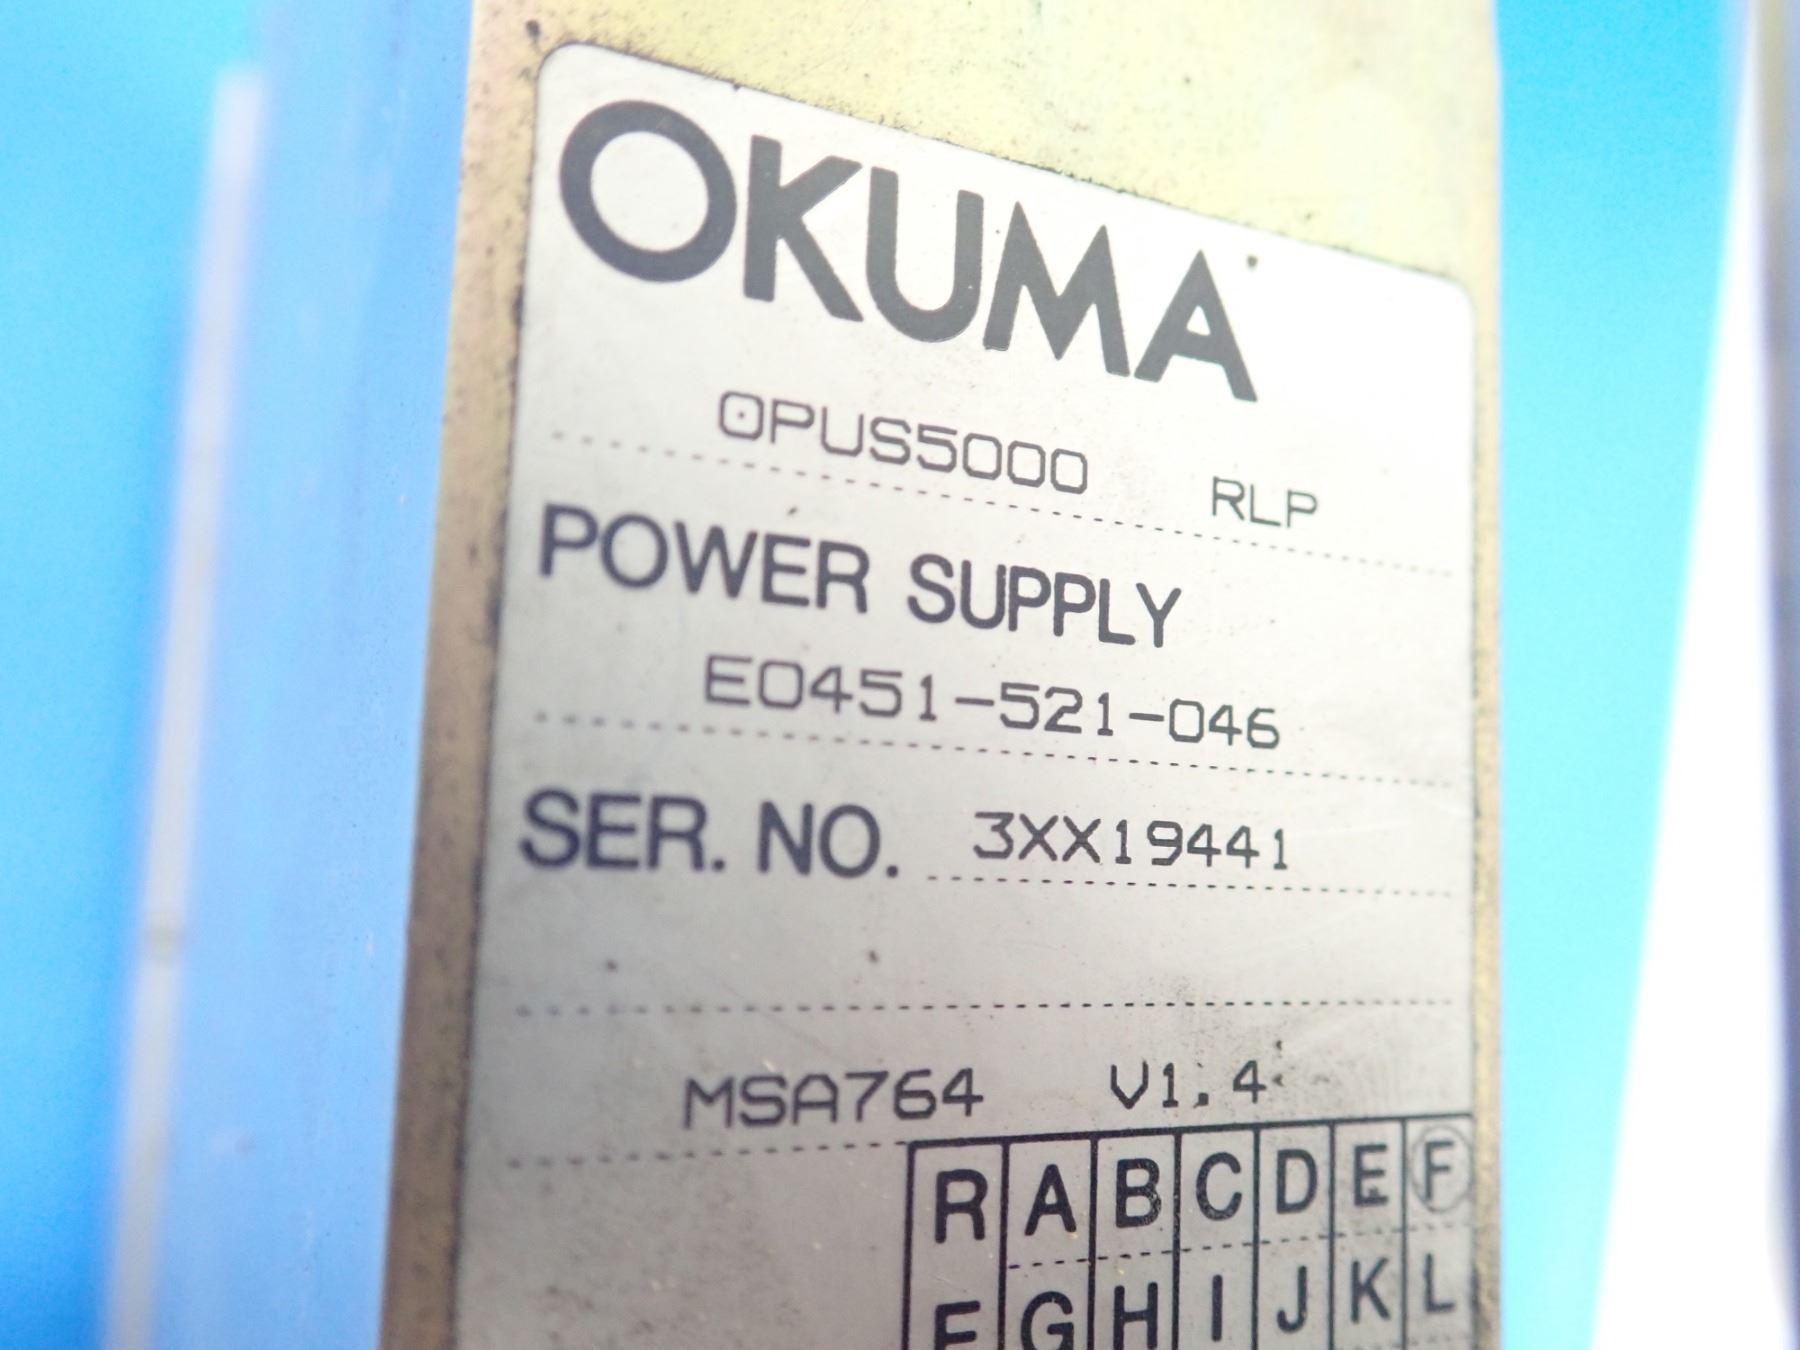 OKUMA
OPUS5000 RLP
POWER SUPPLY
E0451-521-046
SER. NO. 3XX19441
MSA764 V1.4
R A B C D E F
E G H I J K L